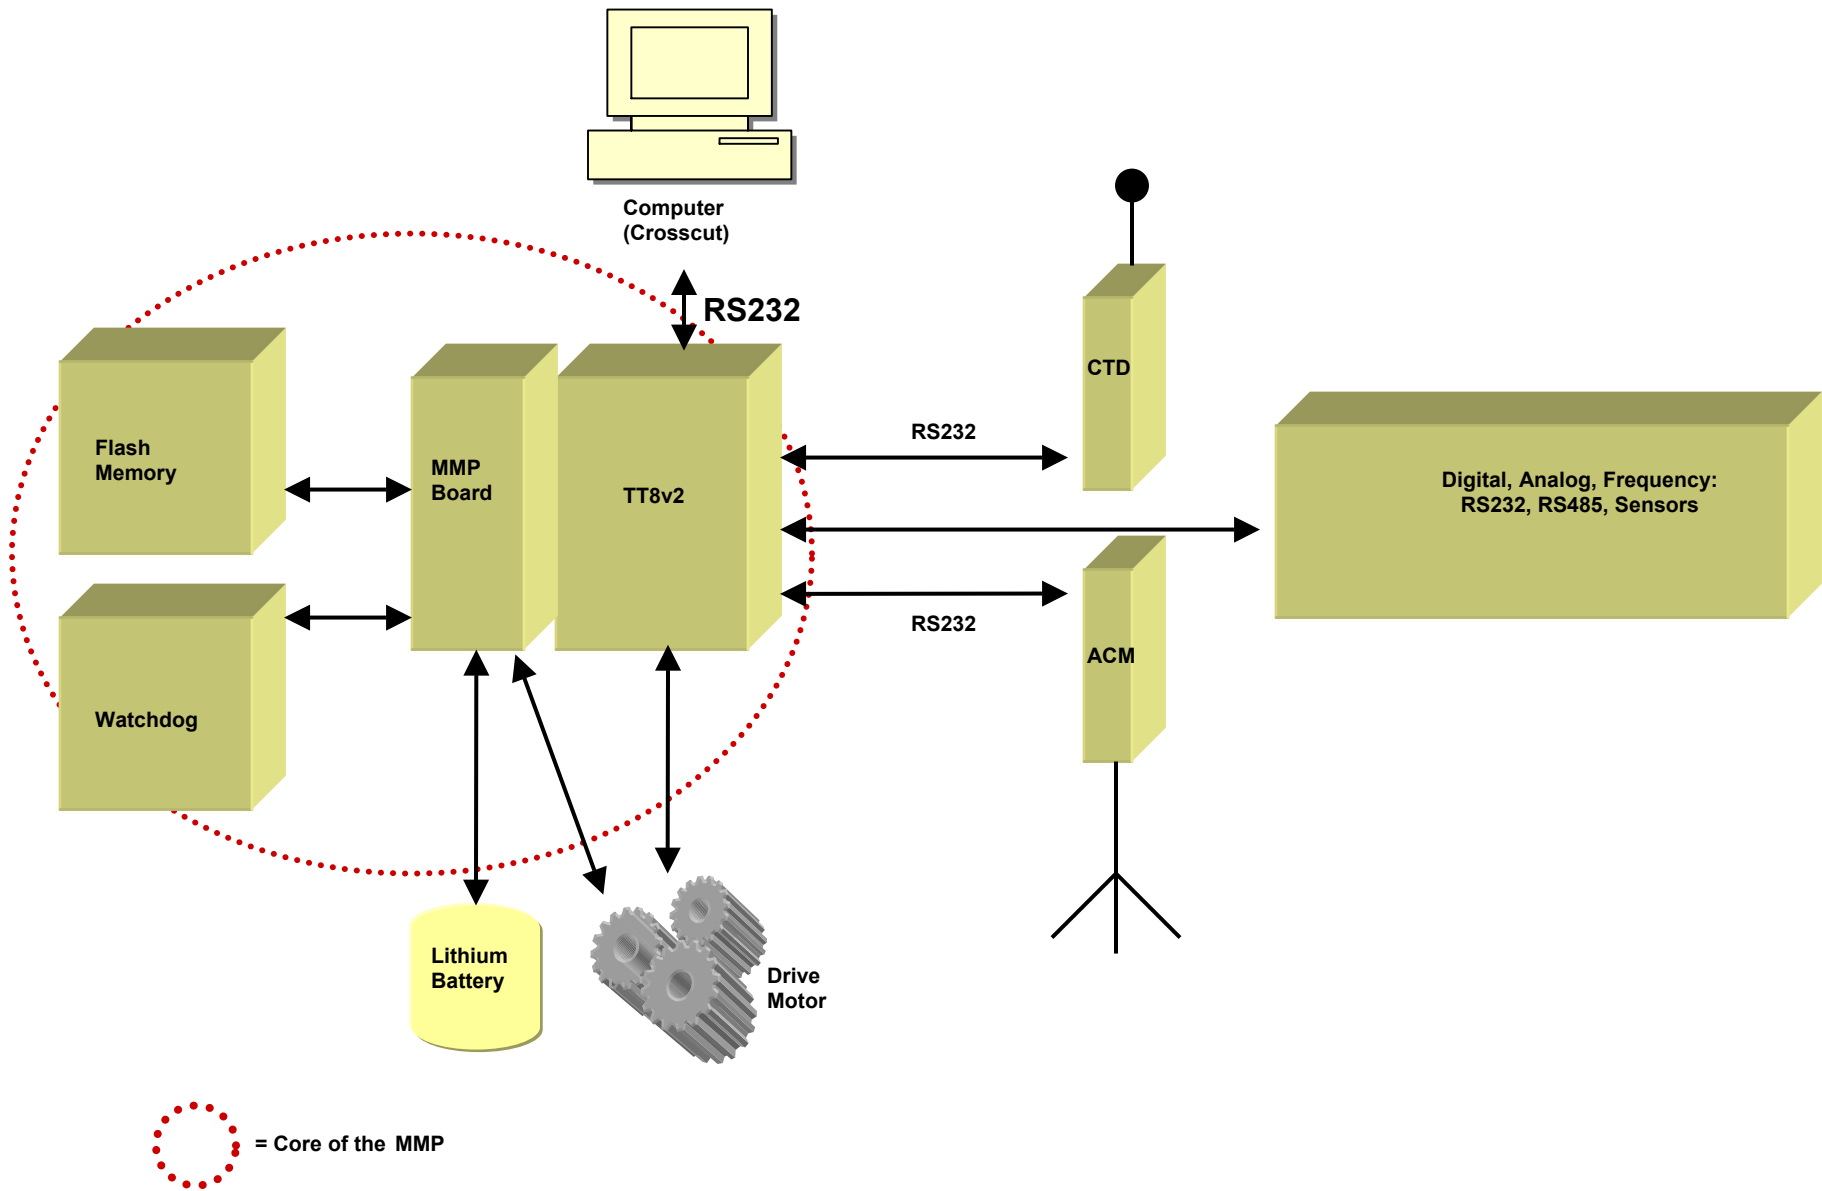 Computer
(Crosscut)
RS232
CTD
RS232
Flash
Memory
MMP
Board
TT8v2
Digital, Analog, Frequency:
RS232, RS485, Sensors
RS232
ACM
Watchdog
Lithium
Battery
Drive
Motor
= Core of the MMP